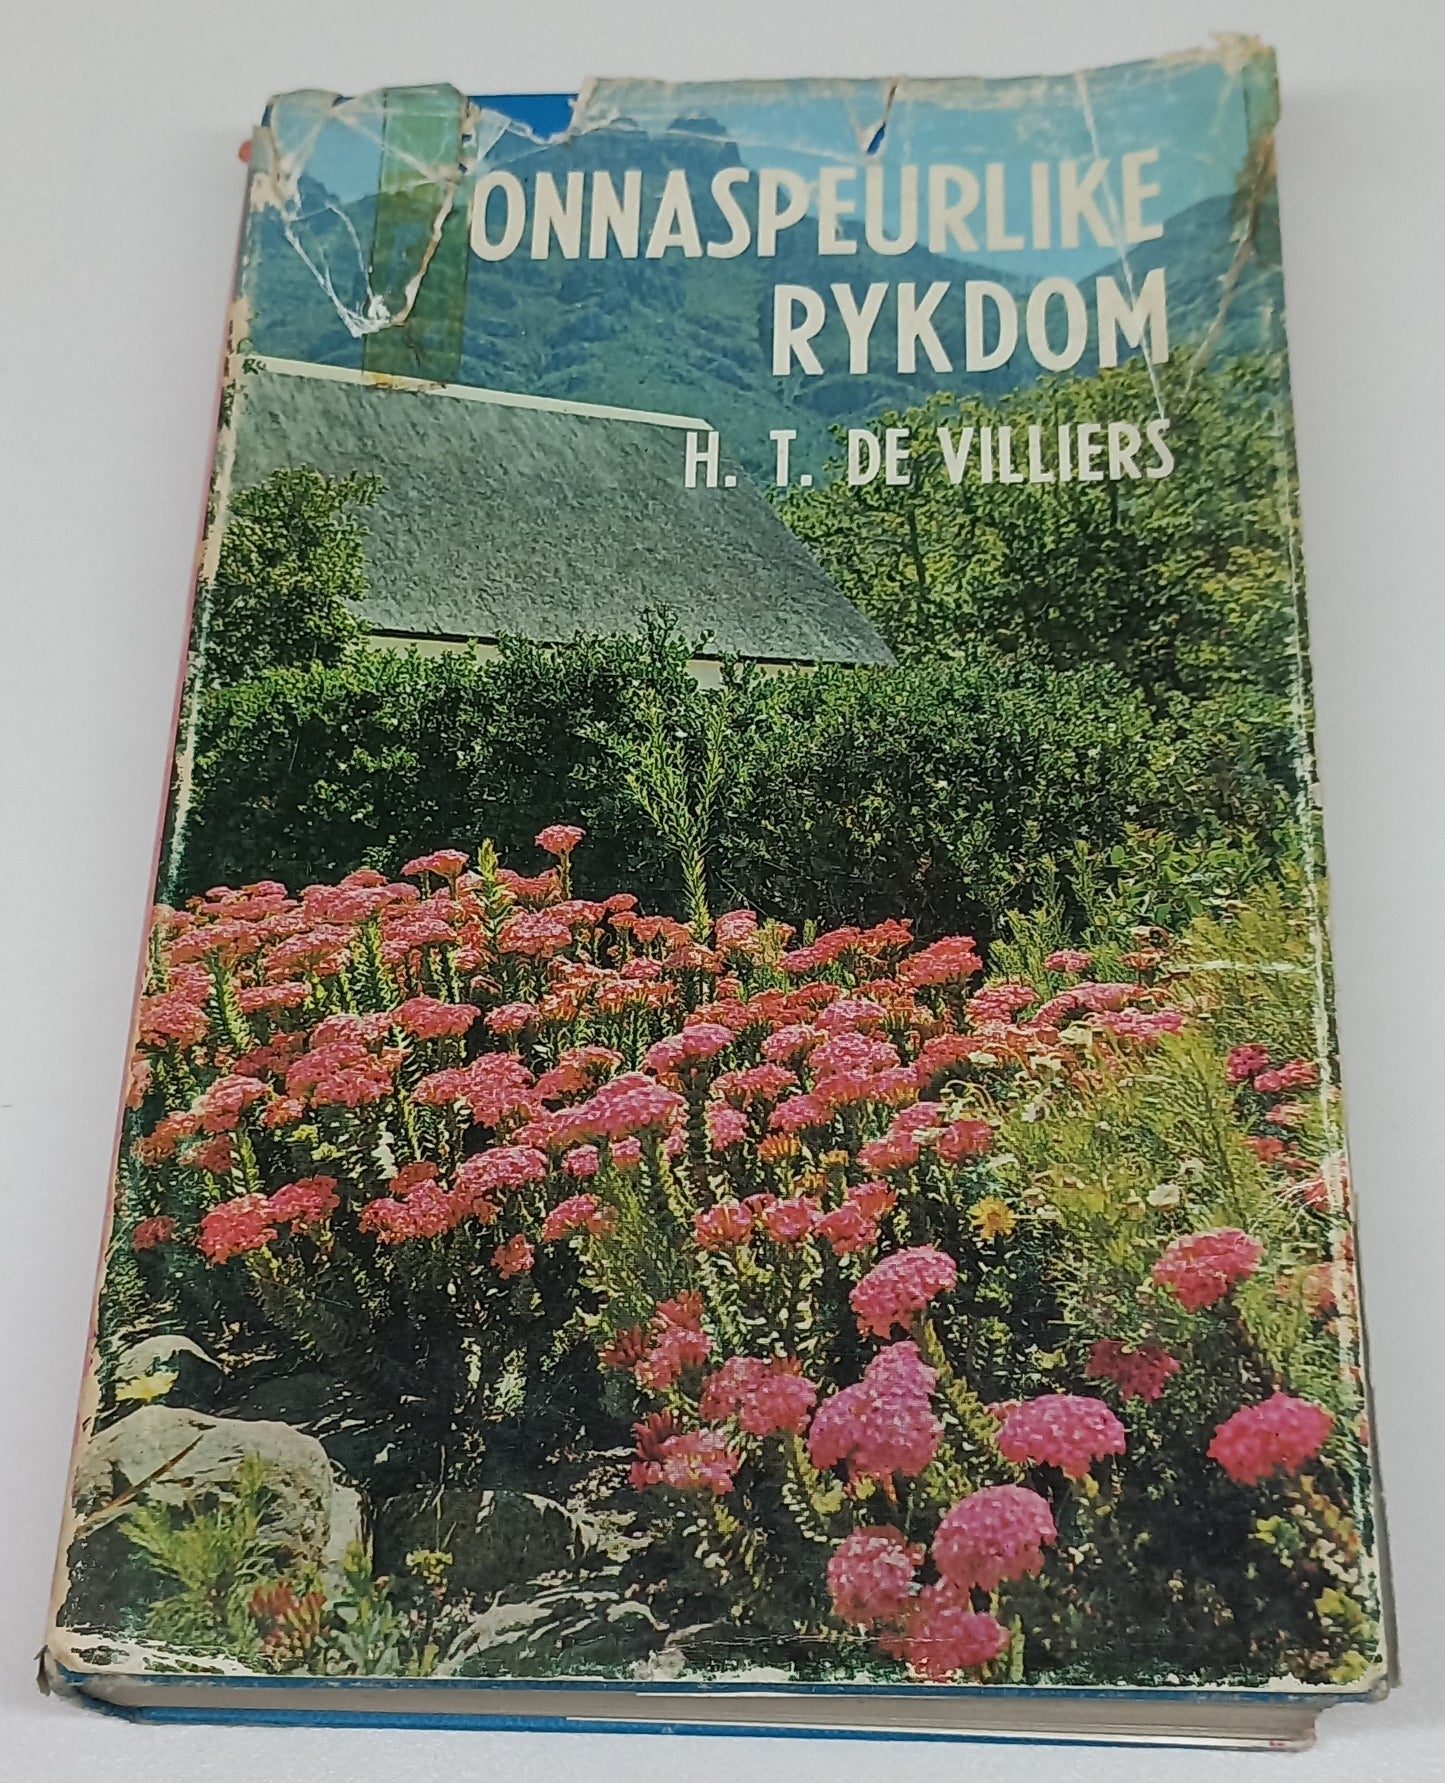 ONNASPEURLIKE
RYKDOM
H. T. DE VILLIERS